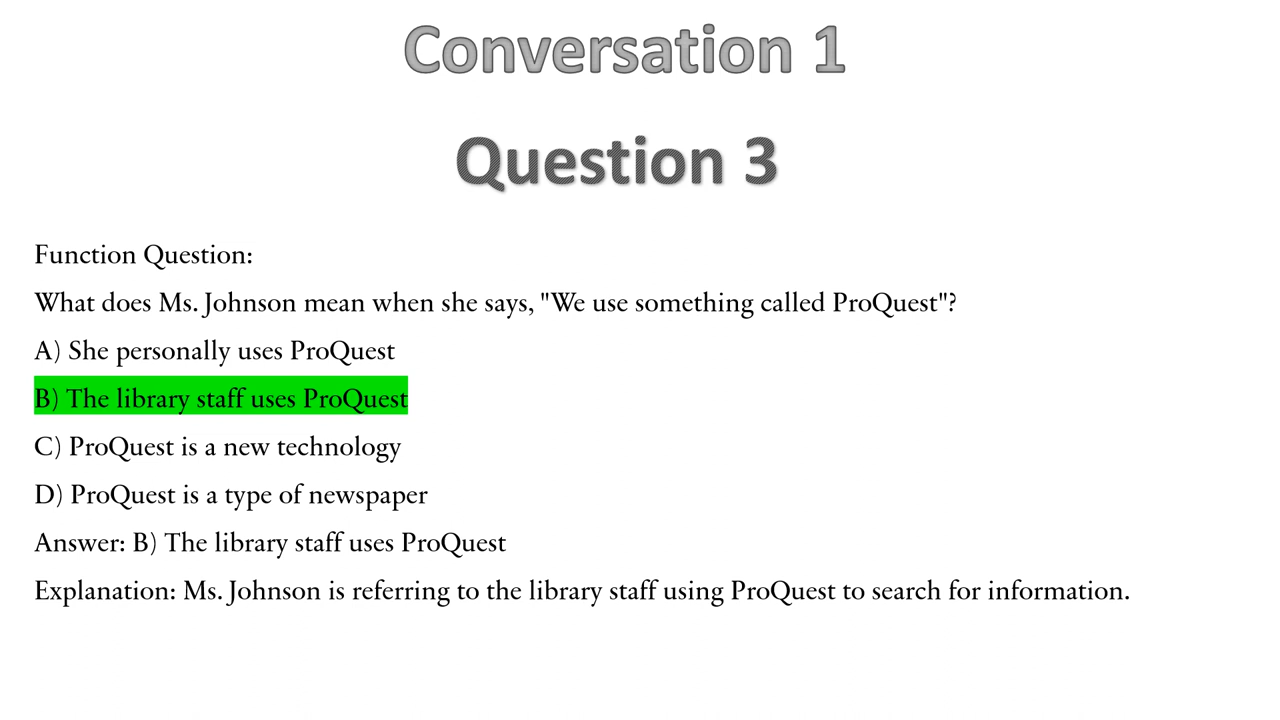 Conversation 1
Question 3
Function Question:
What does Ms. Johnson mean when she says, "We use something called ProQuest"?
A) She personally uses ProQuest
B) The library staff uses ProQuest
C) ProQuest is a new technology
D) ProQuest is a type of newspaper
Answer: B) The library staff uses ProQuest
Explanation: Ms. Johnson is referring to the library staff using ProQuest to search for information.